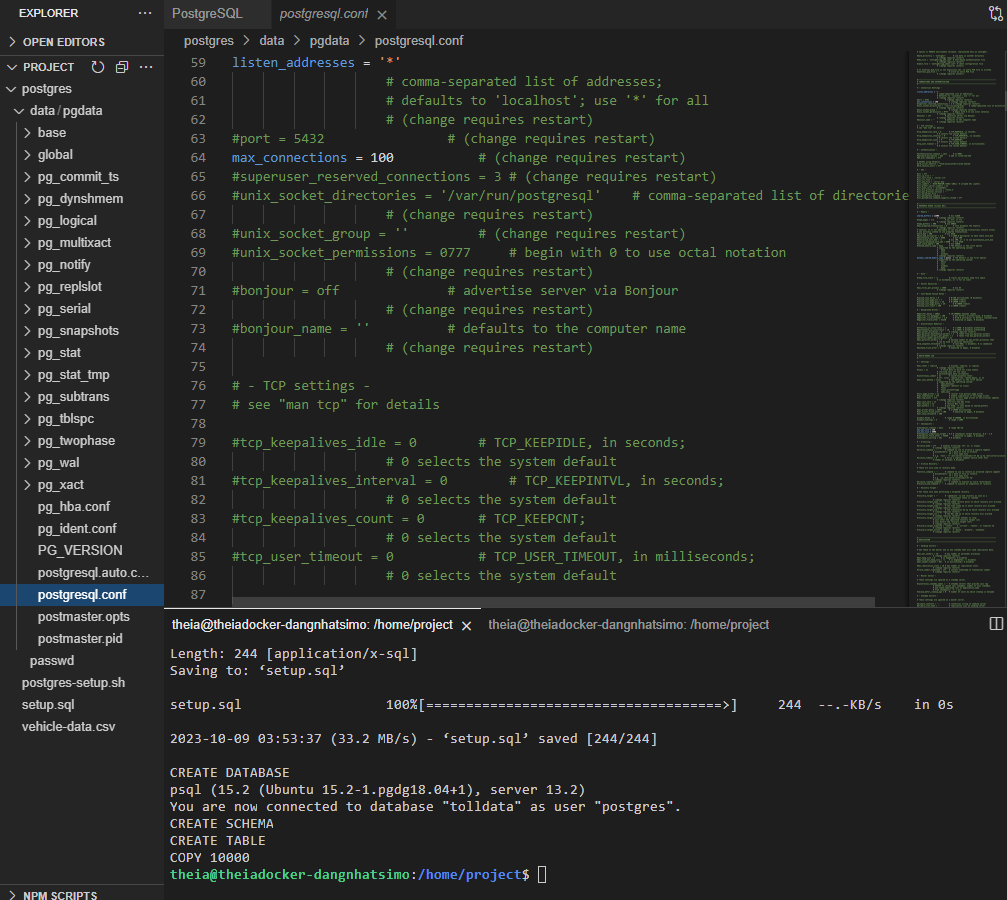 EXPLORER
OPEN EDITORS
PROJECT
postgres
data/pgdata
base
global
pg_commit_ts
pg_dynshmem
pg_logical
pg_multixact
pg_notify
pg_replslot
pg_serial
pg_snapshots
pg_stat
pg_stat_tmp
pg_subtrans
pg_tblspc
pg_twophase
pg_wal
pg_xact
pg_hba.conf
pg_ident.conf
PG_VERSION
postgresql.auto.c...
postgresql.conf
postmaster.opts
postmaster.pid
passwd
postgres-setup.sh
setup.sql
vehicle-data.csv
NPM SCRIPTS
PostgreSQL
postgresql.conf
postgres > data > pgdata > postgresql.conf
59 listen_addresses = '*'
60 # comma-separated list of addresses;
61 # defaults to 'localhost'; use '*' for all
62 # (change requires restart)
63 #port = 5432 # (change requires restart)
64 max_connections = 100 # (change requires restart)
65 #superuser_reserved_connections = 3 # (change requires restart)
66 #unix_socket_directories = '/var/run/postgresql' # comma-separated list of directorie
67 # (change requires restart)
68 #unix_socket_group = '' # (change requires restart)
69 #unix_socket_permissions = 0777 # begin with 0 to use octal notation
70 # (change requires restart)
71 #bonjour = off # advertise server via Bonjour
72 # (change requires restart)
73 #bonjour_name = '' # defaults to the computer name
74 # (change requires restart)
75
76 # - TCP settings -
77 # see "man tcp" for details
78
79 #tcp_keepalives_idle = 0 # TCP_KEEPIDLE, in seconds;
80 # 0 selects the system default
81 #tcp_keepalives_interval = 0 # TCP_KEEPINTVL, in seconds;
82 # 0 selects the system default
83 #tcp_keepalives_count = 0 # TCP_KEEPCNT;
84 # 0 selects the system default
85 #tcp_user_timeout = 0 # TCP_USER_TIMEOUT, in milliseconds;
86 # 0 selects the system default
87
theia@theiadocker-dangnhatsimo: /home/project
theia@theiadocker-dangnhatsimo: /home/project
Length: 244 [application/x-sql]
Saving to: ‘setup.sql’
setup.sql 100%[=====================================>] 244 --.-KB/s in 0s
2023-10-09 03:53:37 (33.2 MB/s) - ‘setup.sql’ saved [244/244]
CREATE DATABASE
psql (15.2 (Ubuntu 15.2-1.pgdg18.04+1), server 13.2)
You are now connected to database "tolldata" as user "postgres".
CREATE SCHEMA
CREATE TABLE
COPY 10000
theia@theiadocker-dangnhatsimo:/home/project$